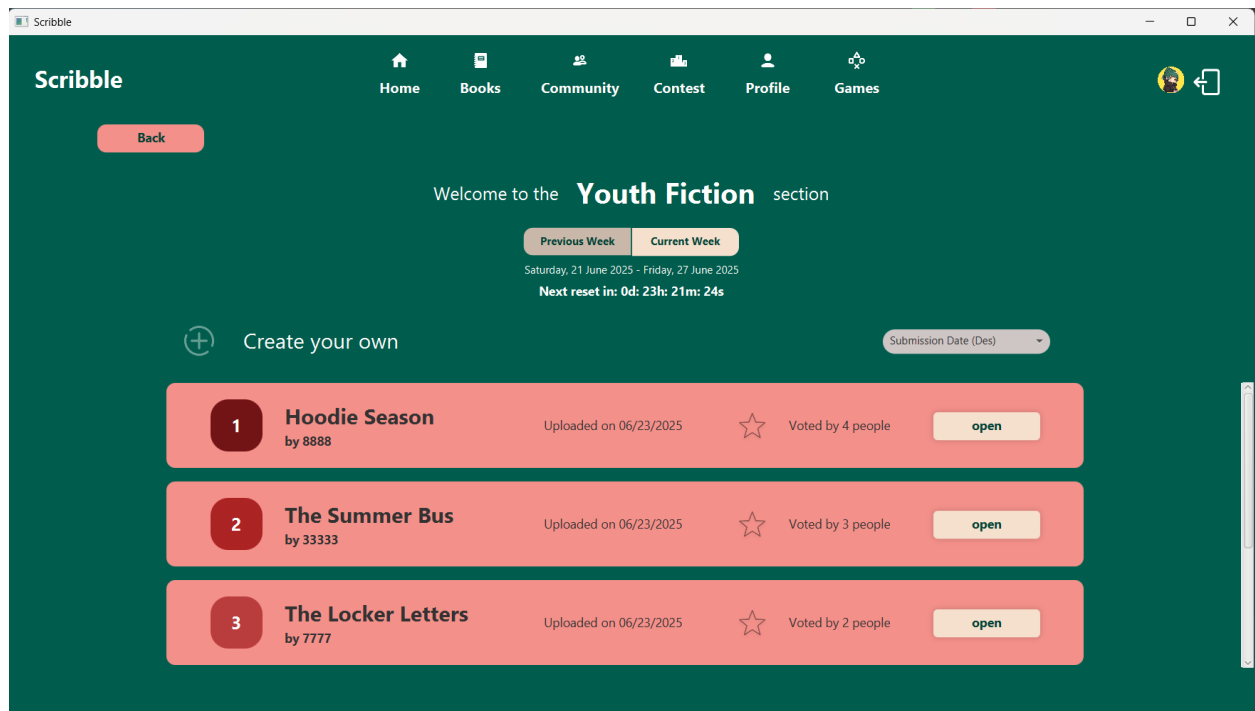 Scribble
Scribble
Home
Books
Community
Contest
Profile
Games
Back
Welcome to the Youth Fiction section
Previous Week
Current Week
Saturday, 21 June 2025 - Friday, 27 June 2025
Next reset in: 0d: 23h: 21m: 24s
Create your own
Submission Date (Des)
1
Hoodie Season
by 8888
Uploaded on 06/23/2025
Voted by 4 people
open
2
The Summer Bus
by 33333
Uploaded on 06/23/2025
Voted by 3 people
open
3
The Locker Letters
by 7777
Uploaded on 06/23/2025
Voted by 2 people
open